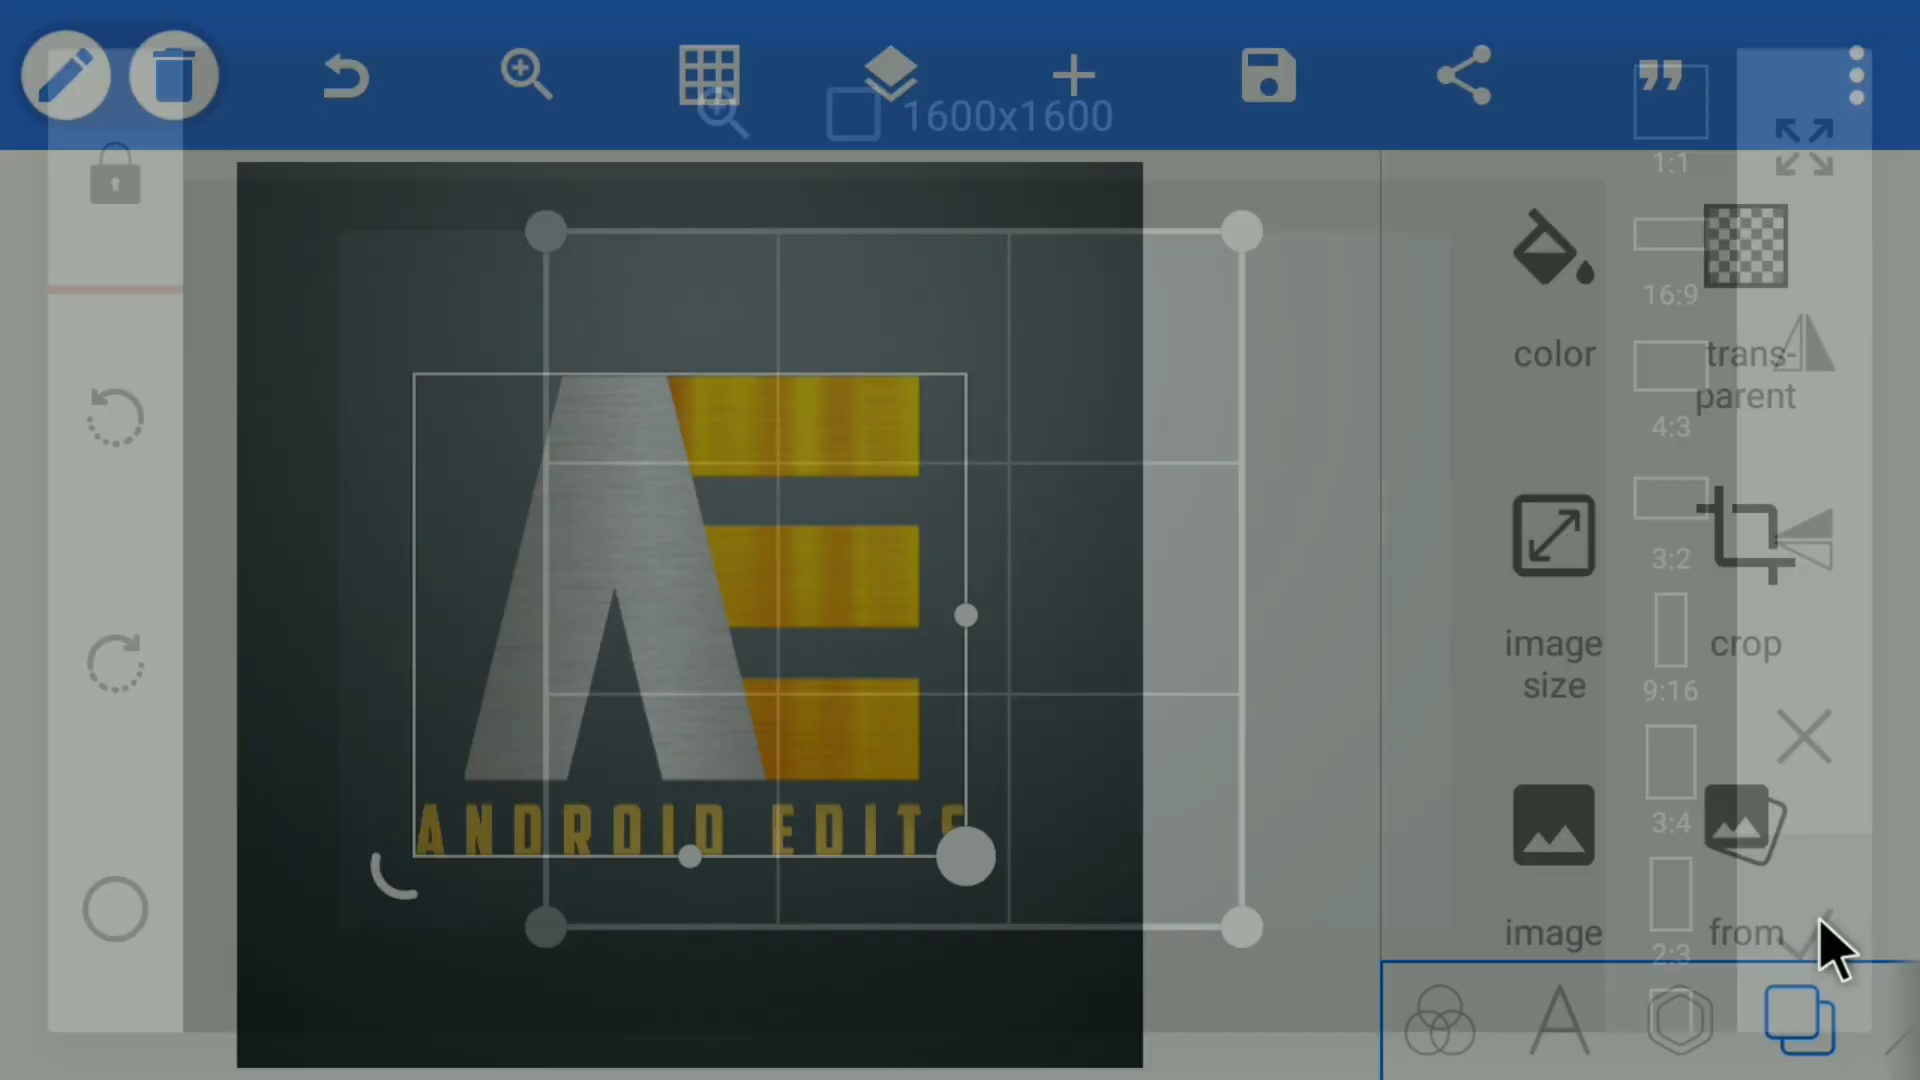 1600x1600
1:1
16:9
color
trans-
parent
4:3
3:2
image
size
crop
9:16
3:4
AE
ANDROID EDITS
image
from
2:3